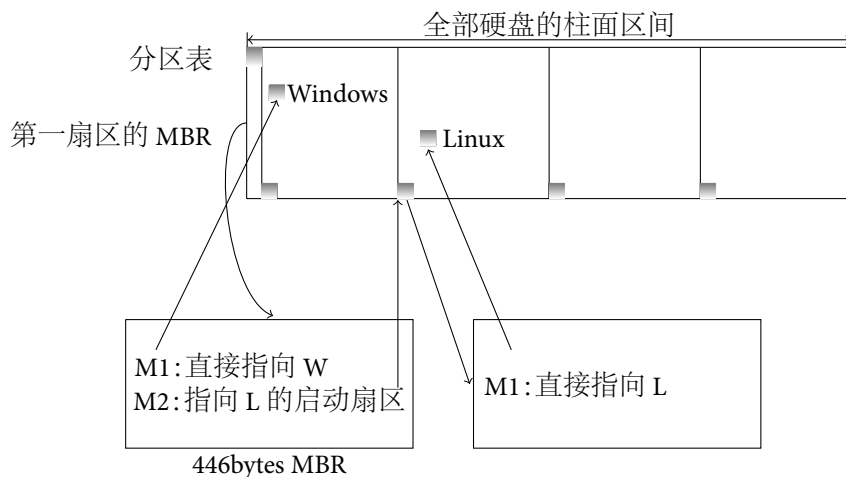 全部硬盘的柱面区间
分区表
Windows
第一扇区的 MBR
Linux
M1:直接指向 W
M2:指向 L 的启动扇区
M1:直接指向 L
446bytes MBR